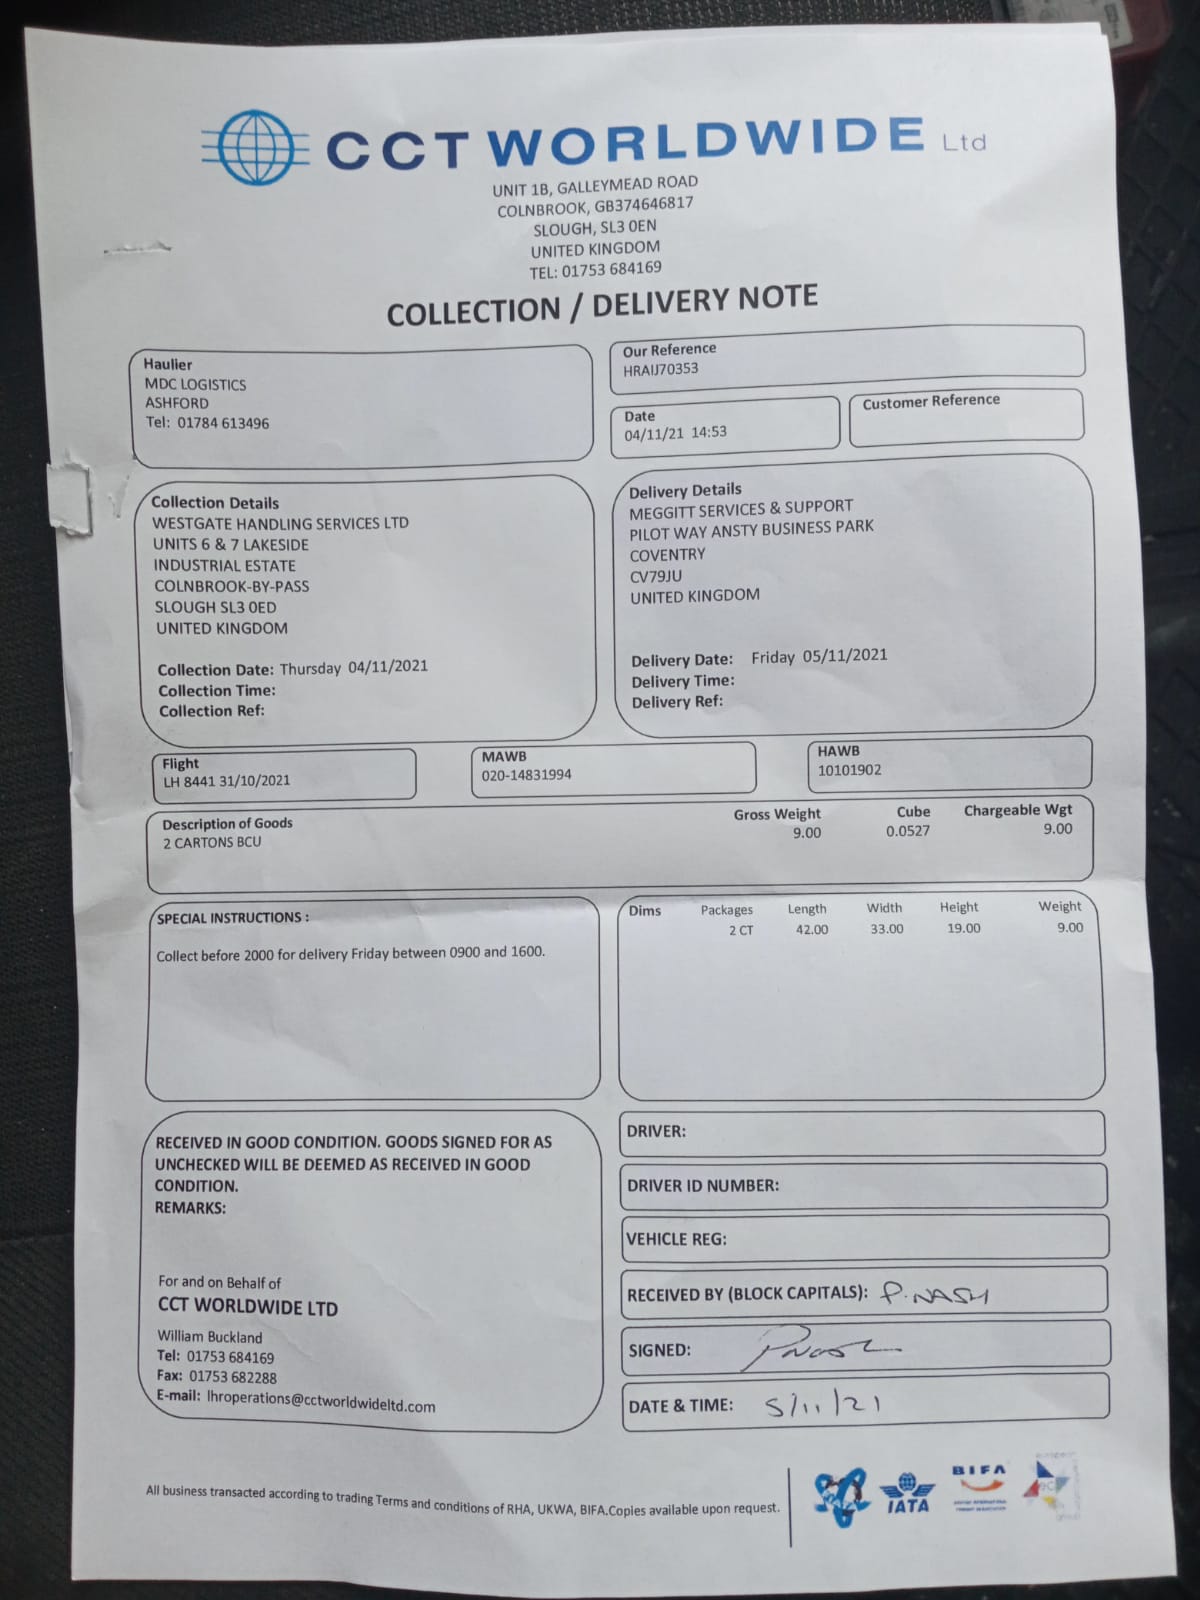 CCT WORLDWIDE Ltd
UNIT 1B, GALLEYMEAD ROAD
COLNBROOK, GB374646817
SLOUGH, SL3 0EN
UNITED KINGDOM
TEL: 01753 684169
COLLECTION / DELIVERY NOTE
Haulier
MDC LOGISTICS
ASHFORD
Tel: 01784 613496
Our Reference
HRAIJ70353
Date
04/11/21 14:53
Customer Reference
Collection Details
WESTGATE HANDLING SERVICES LTD
UNITS 6 & 7 LAKESIDE
INDUSTRIAL ESTATE
COLNBROOK-BY-PASS
SLOUGH SL3 0ED
UNITED KINGDOM
Collection Date: Thursday 04/11/2021
Collection Time:
Collection Ref:
Delivery Details
MEGGITT SERVICES & SUPPORT
PILOT WAY ANSTY BUSINESS PARK
COVENTRY
CV79JU
UNITED KINGDOM
Delivery Date: Friday 05/11/2021
Delivery Time:
Delivery Ref:
Flight
LH 8441 31/10/2021
MAWB
020-14831994
HAWB
10101902
Description of Goods Gross Weight Cube Chargeable Wgt
2 CARTONS BCU 9.00 0.0527 9.00
SPECIAL INSTRUCTIONS :
Collect before 2000 for delivery Friday between 0900 and 1600.
Dims Packages Length Width Height Weight
2 CT 42.00 33.00 19.00 9.00
RECEIVED IN GOOD CONDITION. GOODS SIGNED FOR AS
UNCHECKED WILL BE DEEMED AS RECEIVED IN GOOD
CONDITION.
REMARKS:
For and on Behalf of
CCT WORLDWIDE LTD
William Buckland
Tel: 01753 684169
Fax: 01753 682288
E-mail: lhroperations@cctworldwideltd.com
DRIVER:
DRIVER ID NUMBER:
VEHICLE REG:
RECEIVED BY (BLOCK CAPITALS): P. NASH
SIGNED: PNash
DATE & TIME: 5/11/21
All business transacted according to trading Terms and conditions of RHA, UKWA, BIFA.Copies available upon request.
IATA
BIFA